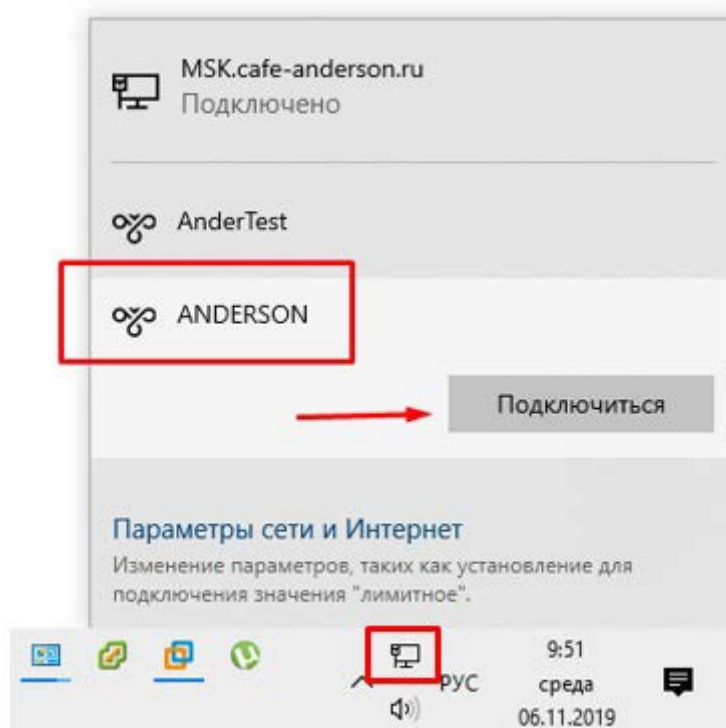 MSK.cafe-anderson.ru
Подключено
AnderTest
ANDERSON
Подключиться
Параметры сети и Интернет
Изменение параметров, таких как установление для
подключения значения "лимитное".
9:51
РУС
среда
06.11.2019